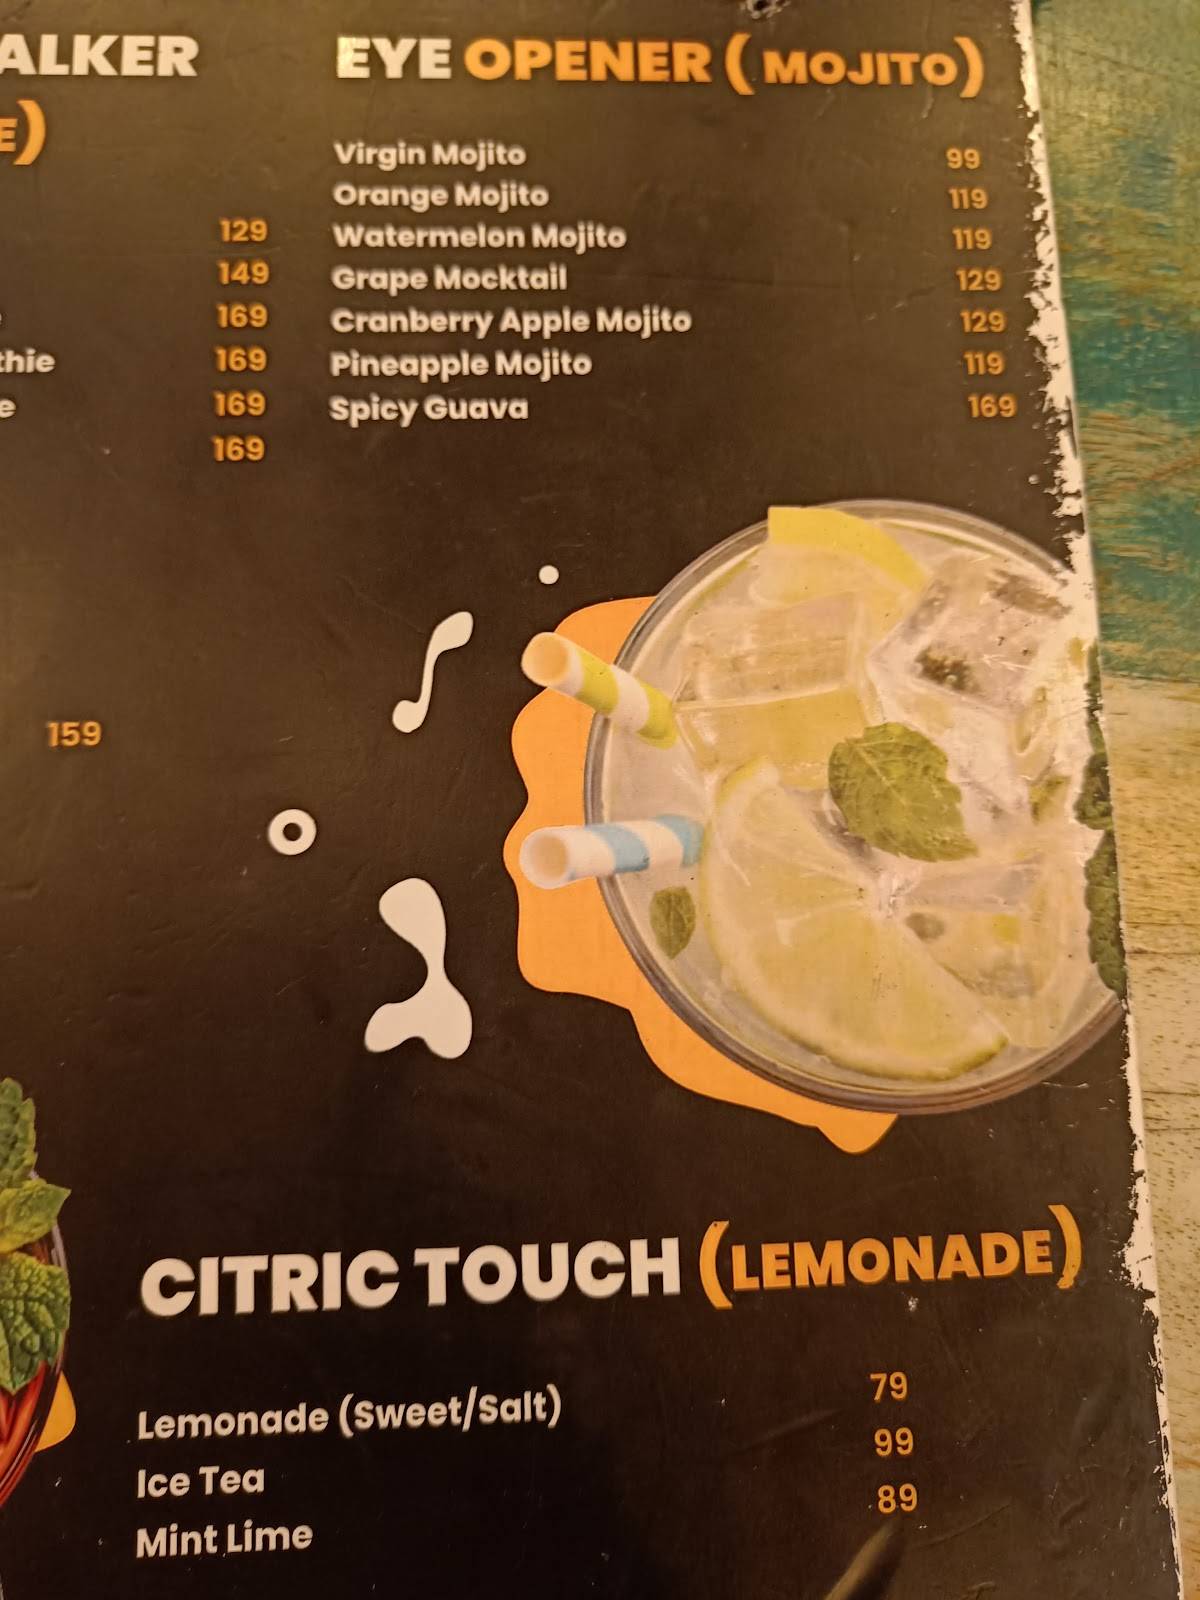 ALKER
E)
129
149
169
thie 169
e 169
169
159
EYE OPENER ( MOJITO)
Virgin Mojito 99
Orange Mojito 119
Watermelon Mojito 119
Grape Mocktail 129
Cranberry Apple Mojito 129
Pineapple Mojito 119
Spicy Guava 169
CITRIC TOUCH (LEMONADE)
Lemonade (Sweet/Salt) 79
Ice Tea 99
Mint Lime 89